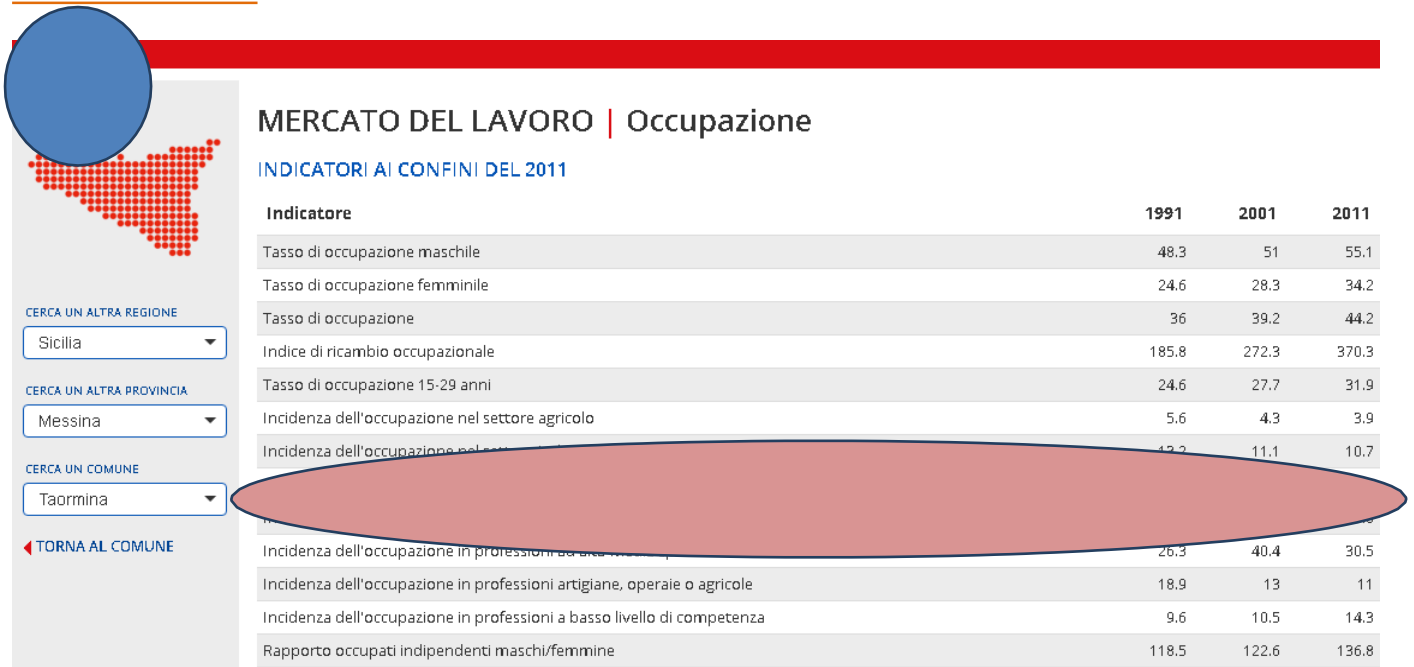 MERCATO DEL LAVORO | Occupazione
INDICATORI AI CONFINI DEL 2011
Indicatore 1991 2001 2011
Tasso di occupazione maschile 48.3 51 55.1
Tasso di occupazione femminile 24.6 28.3 34.2
Tasso di occupazione 36 39.2 44.2
Indice di ricambio occupazionale 185.8 272.3 370.3
Tasso di occupazione 15-29 anni 24.6 27.7 31.9
Incidenza dell'occupazione nel settore agricolo 5.6 4.3 3.9
Incidenza dell'occupazione nel 11.1 10.7
Incidenza dell'occupazione in professioni 26.3 40.4 30.5
Incidenza dell'occupazione in professioni artigiane, operaie o agricole 18.9 13 11
Incidenza dell'occupazione in professioni a basso livello di competenza 9.6 10.5 14.3
Rapporto occupati indipendenti maschi/femmine 118.5 122.6 136.8
CERCA UN ALTRA REGIONE
Sicilia
CERCA UN ALTRA PROVINCIA
Messina
CERCA UN COMUNE
Taormina
TORNA AL COMUNE